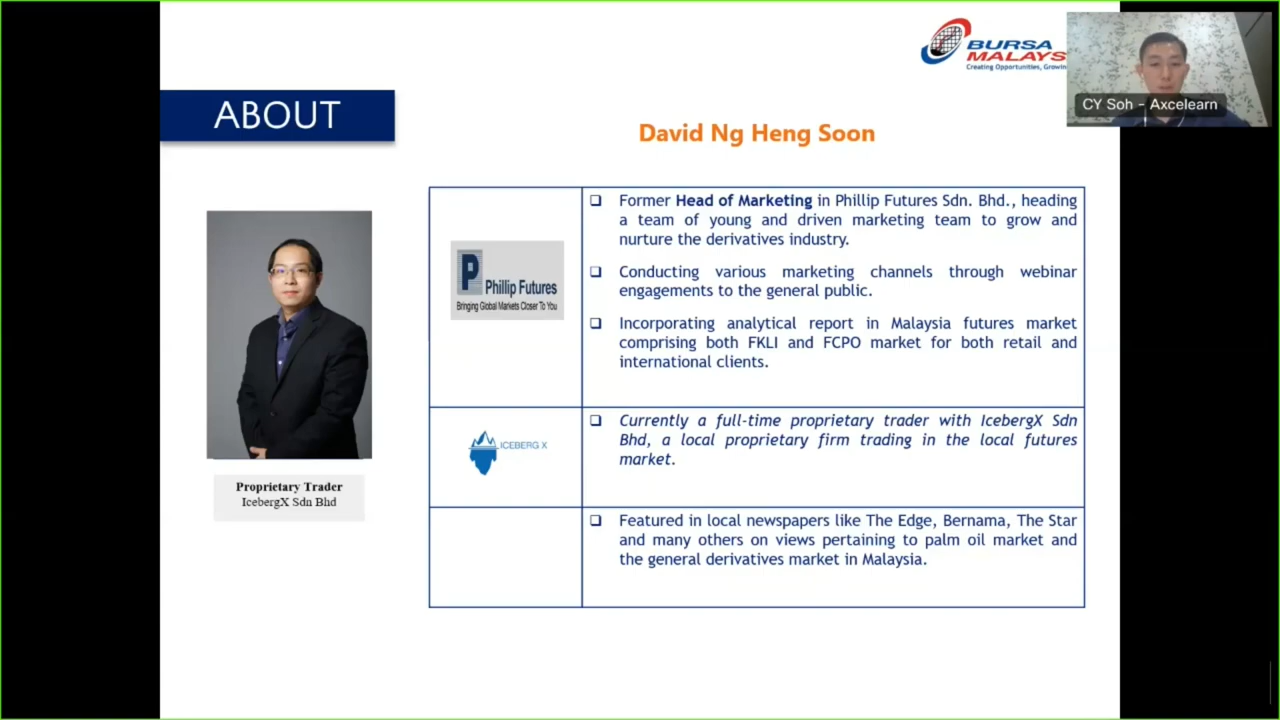 BURSA
MALAYS
Creating Opportunities, Growin
CY Soh - Axcelearn
ABOUT
David Ng Heng Soon
Proprietary Trader
IcebergX Sdn Bhd
P Phillip Futures
Bringing Global Markets Closer To You
❑ Former Head of Marketing in Phillip Futures Sdn. Bhd., heading
a team of young and driven marketing team to grow and
nurture the derivatives industry.
❑ Conducting various marketing channels through webinar
engagements to the general public.
❑ Incorporating analytical report in Malaysia futures market
comprising both FKLI and FCPO market for both retail and
international clients.
ICEBERG X
❑ Currently a full-time proprietary trader with IcebergX Sdn
Bhd, a local proprietary firm trading in the local futures
market.
❑ Featured in local newspapers like The Edge, Bernama, The Star
and many others on views pertaining to palm oil market and
the general derivatives market in Malaysia.